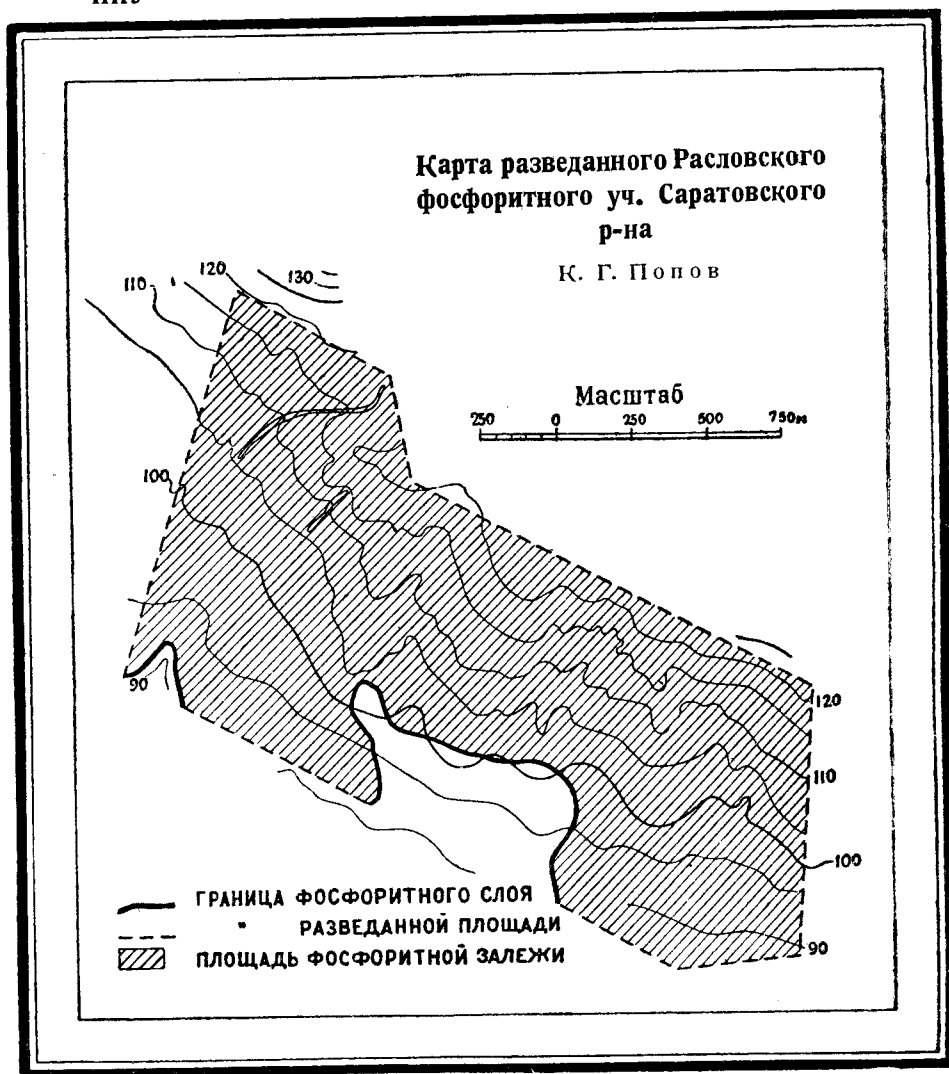 Карта разведанного Расловского
фосфоритного уч. Саратовского
р-на
К. Г. Попов
120
130
110
Масштаб
250 0 250 500 750м
100
90
120
110
100
90
ГРАНИЦА ФОСФОРИТНОГО СЛОЯ
" РАЗВЕДАННОЙ ПЛОЩАДИ
ПЛОЩАДЬ ФОСФОРИТНОЙ ЗАЛЕЖИ